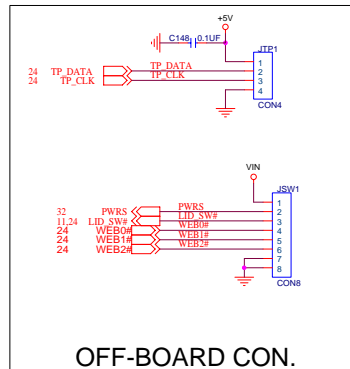 +5V
C148 0.1UF
JTP1
24 TP_DATA TP_DATA 1
24 TP_CLK TP_CLK 2
3
4
CON4
VIN
JSW1
1
32 PWRS PWRS 2
11,24 LID_SW# LID_SW# 3
24 WEB0# WEB0# 4
24 WEB1# WEB1# 5
24 WEB2# WEB2# 6
7
8
CON8
OFF-BOARD CON.